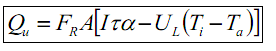 Q_u = F_R A[Iτα − U_L(T_i − T_a)]